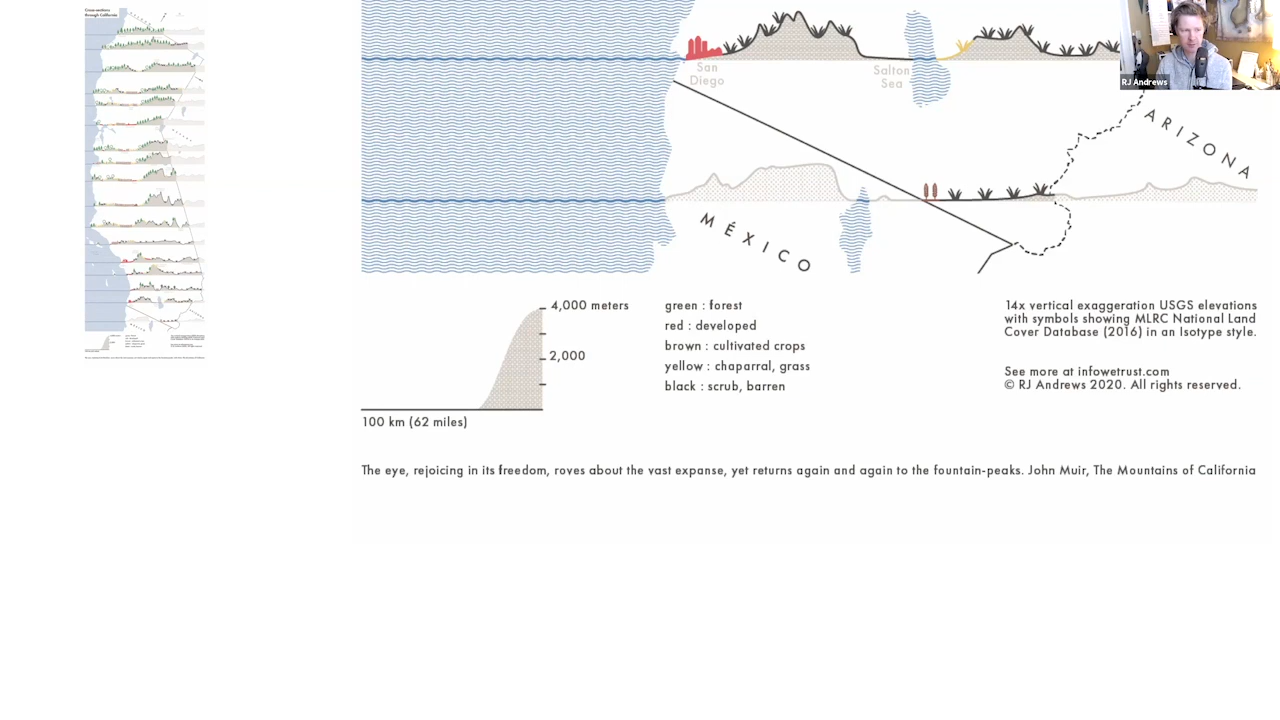 Cross-sections
through California
San
Diego
Salton
Sea
RJ Andrews
ARIZONA
MÉXICO
4,000 meters
2,000
100 km (62 miles)
green : forest
red : developed
brown : cultivated crops
yellow : chaparral, grass
black : scrub, barren
14x vertical exaggeration USGS elevations
with symbols showing MLRC National Land
Cover Database (2016) in an Isotype style.
See more at infowetrust.com
© RJ Andrews 2020. All rights reserved.
The eye, rejoicing in its freedom, roves about the vast expanse, yet returns again and again to the fountain-peaks. John Muir, The Mountains of California